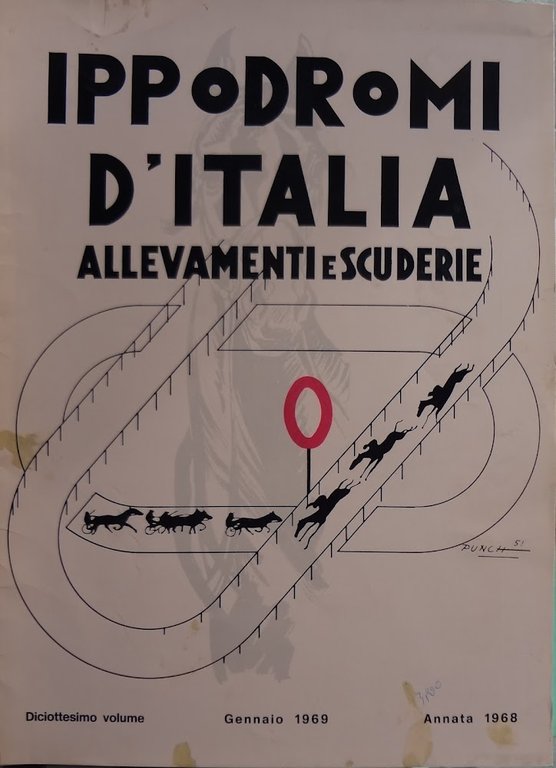 IPPODROMI
D'ITALIA
ALLEVAMENTI E SCUDERIE
PUNCH 51
Diciottesimo volume Gennaio 1969 Annata 1968